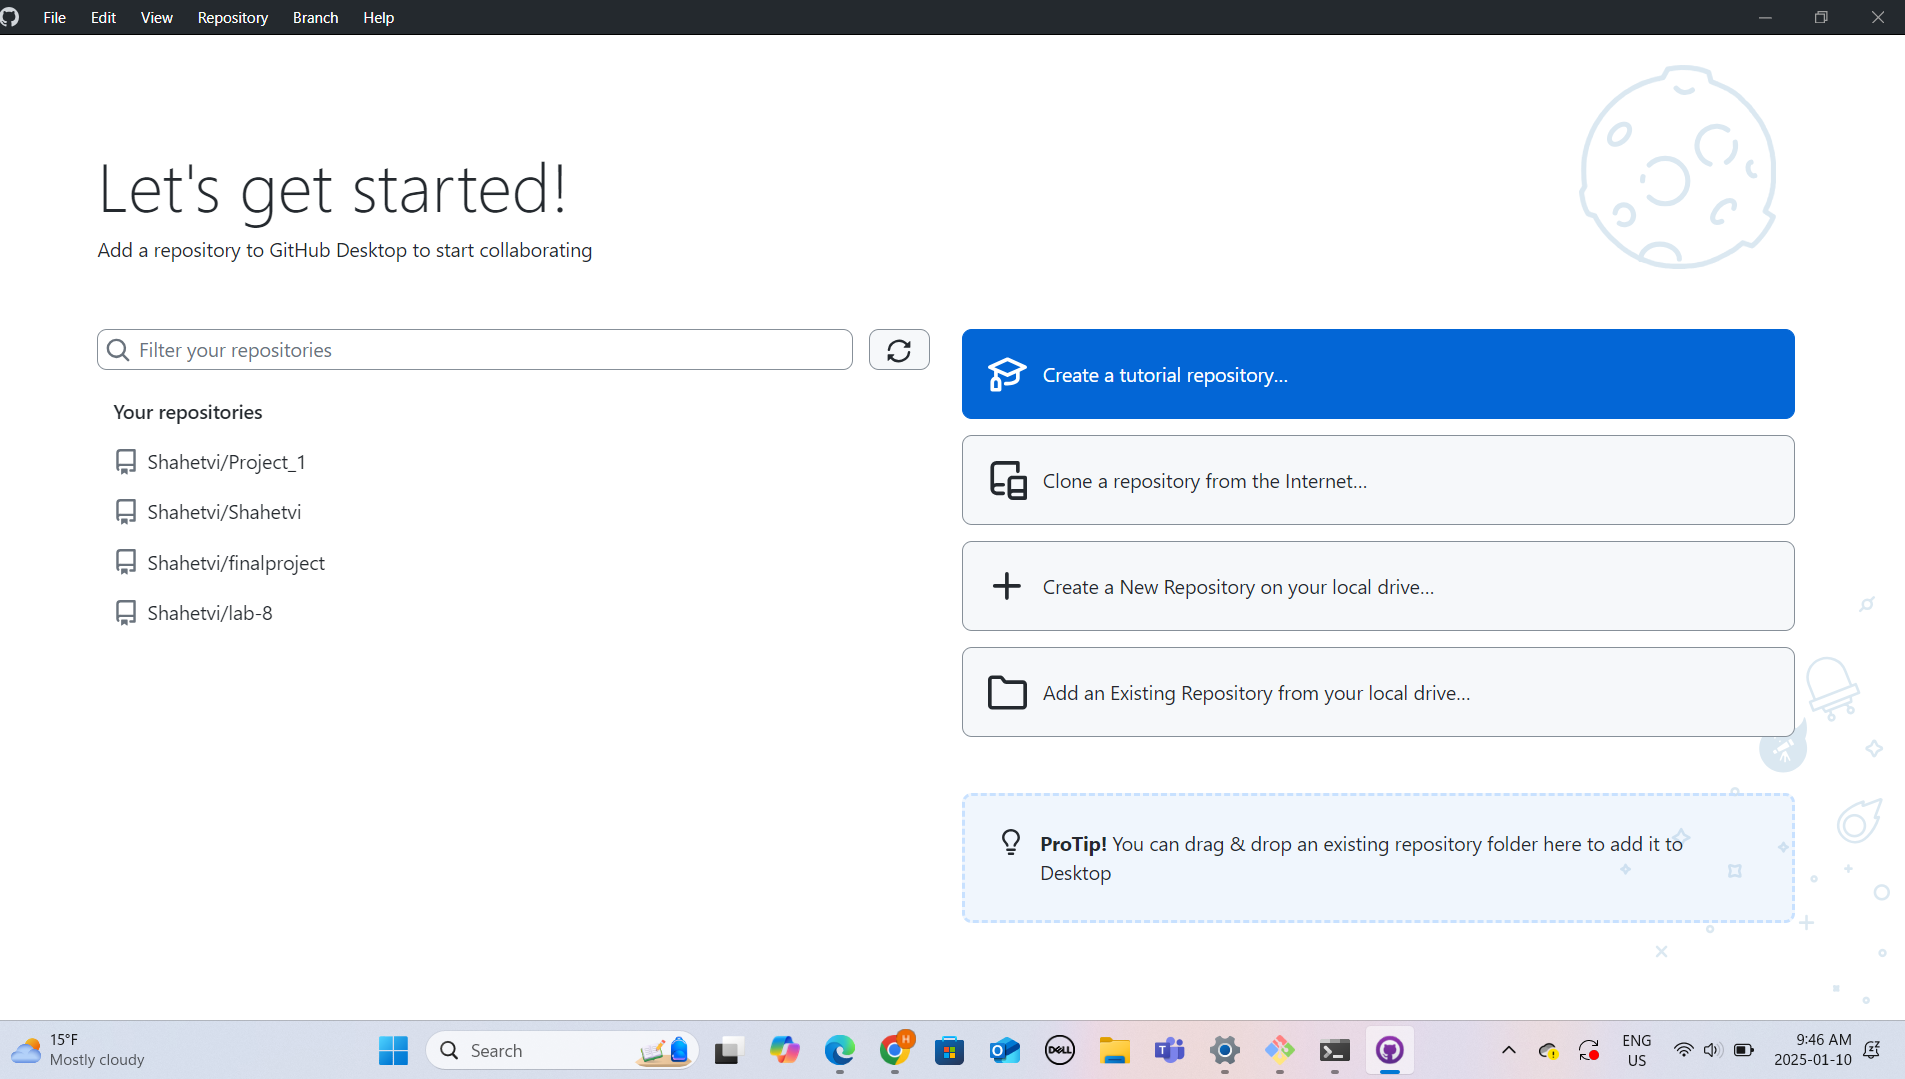 File Edit View Repository Branch Help
Let's get started!
Add a repository to GitHub Desktop to start collaborating
Filter your repositories
Your repositories
Shahetvi/Project_1
Shahetvi/Shahetvi
Shahetvi/finalproject
Shahetvi/lab-8
Create a tutorial repository...
Clone a repository from the Internet...
Create a New Repository on your local drive...
Add an Existing Repository from your local drive...
ProTip! You can drag & drop an existing repository folder here to add it to
Desktop
15°F
Mostly cloudy
Search
H
DELL
ENG
US
9:46 AM
2025-01-10